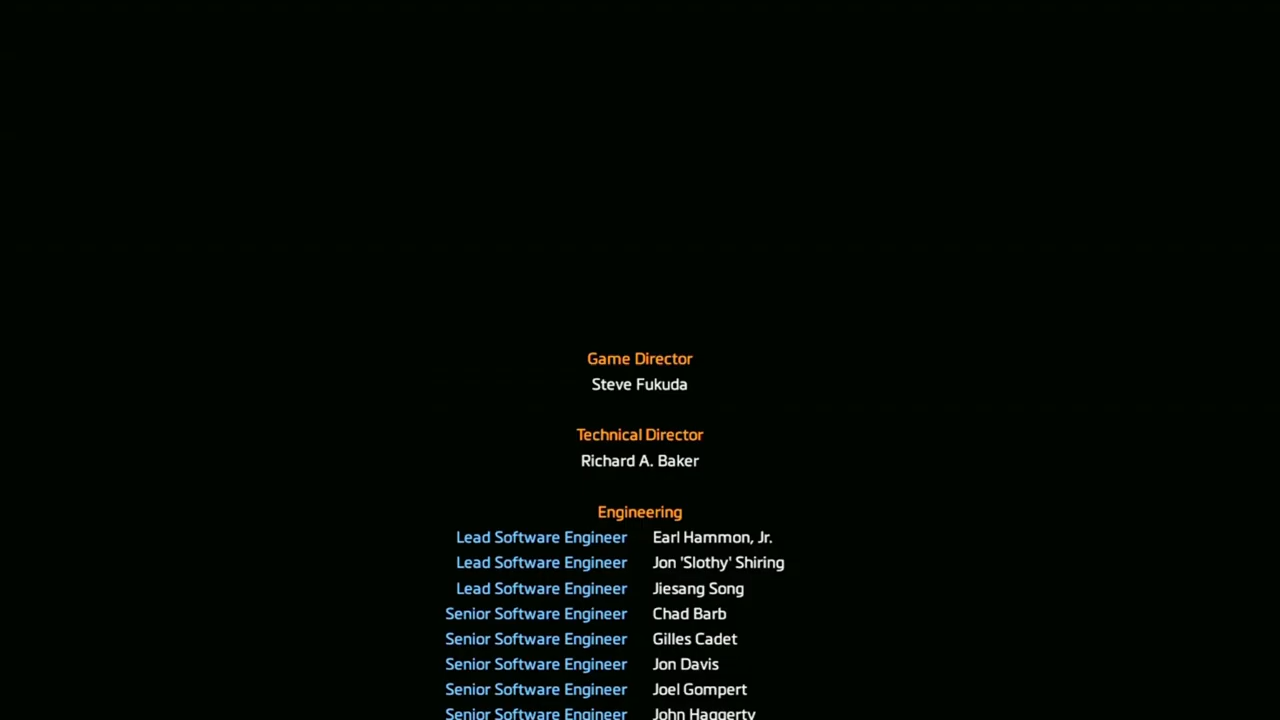 Game Director
Steve Fukuda
Technical Director
Richard A. Baker
Engineering
Lead Software Engineer Earl Hammon, Jr.
Lead Software Engineer Jon 'Slothy' Shiring
Lead Software Engineer Jiesang Song
Senior Software Engineer Chad Barb
Senior Software Engineer Gilles Cadet
Senior Software Engineer Jon Davis
Senior Software Engineer Joel Gompert
Senior Software Engineer John Haggerty